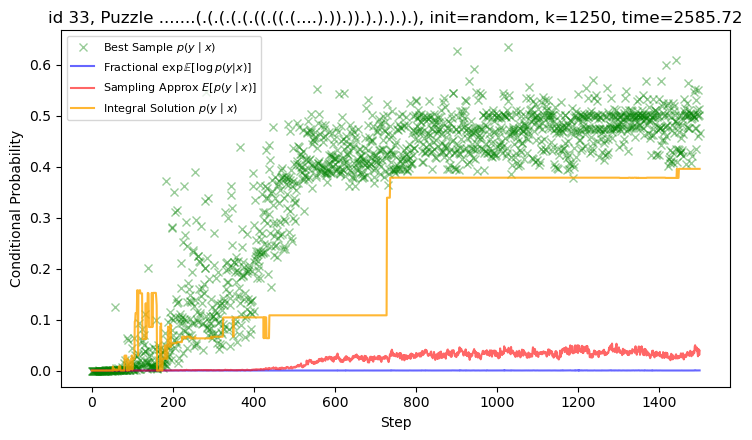 id 33, Puzzle .......(.(.(.(.(.((.((.(....).)).)).).).).).).), init=random, k=1250, time=2585.72
Best Sample p(y | x)
Fractional exp𝔼[log p(y|x)]
Sampling Approx E[p(y | x)]
Integral Solution p(y | x)
Conditional Probability
0.6
0.5
0.4
0.3
0.2
0.1
0.0
0 200 400 600 800 1000 1200 1400
Step